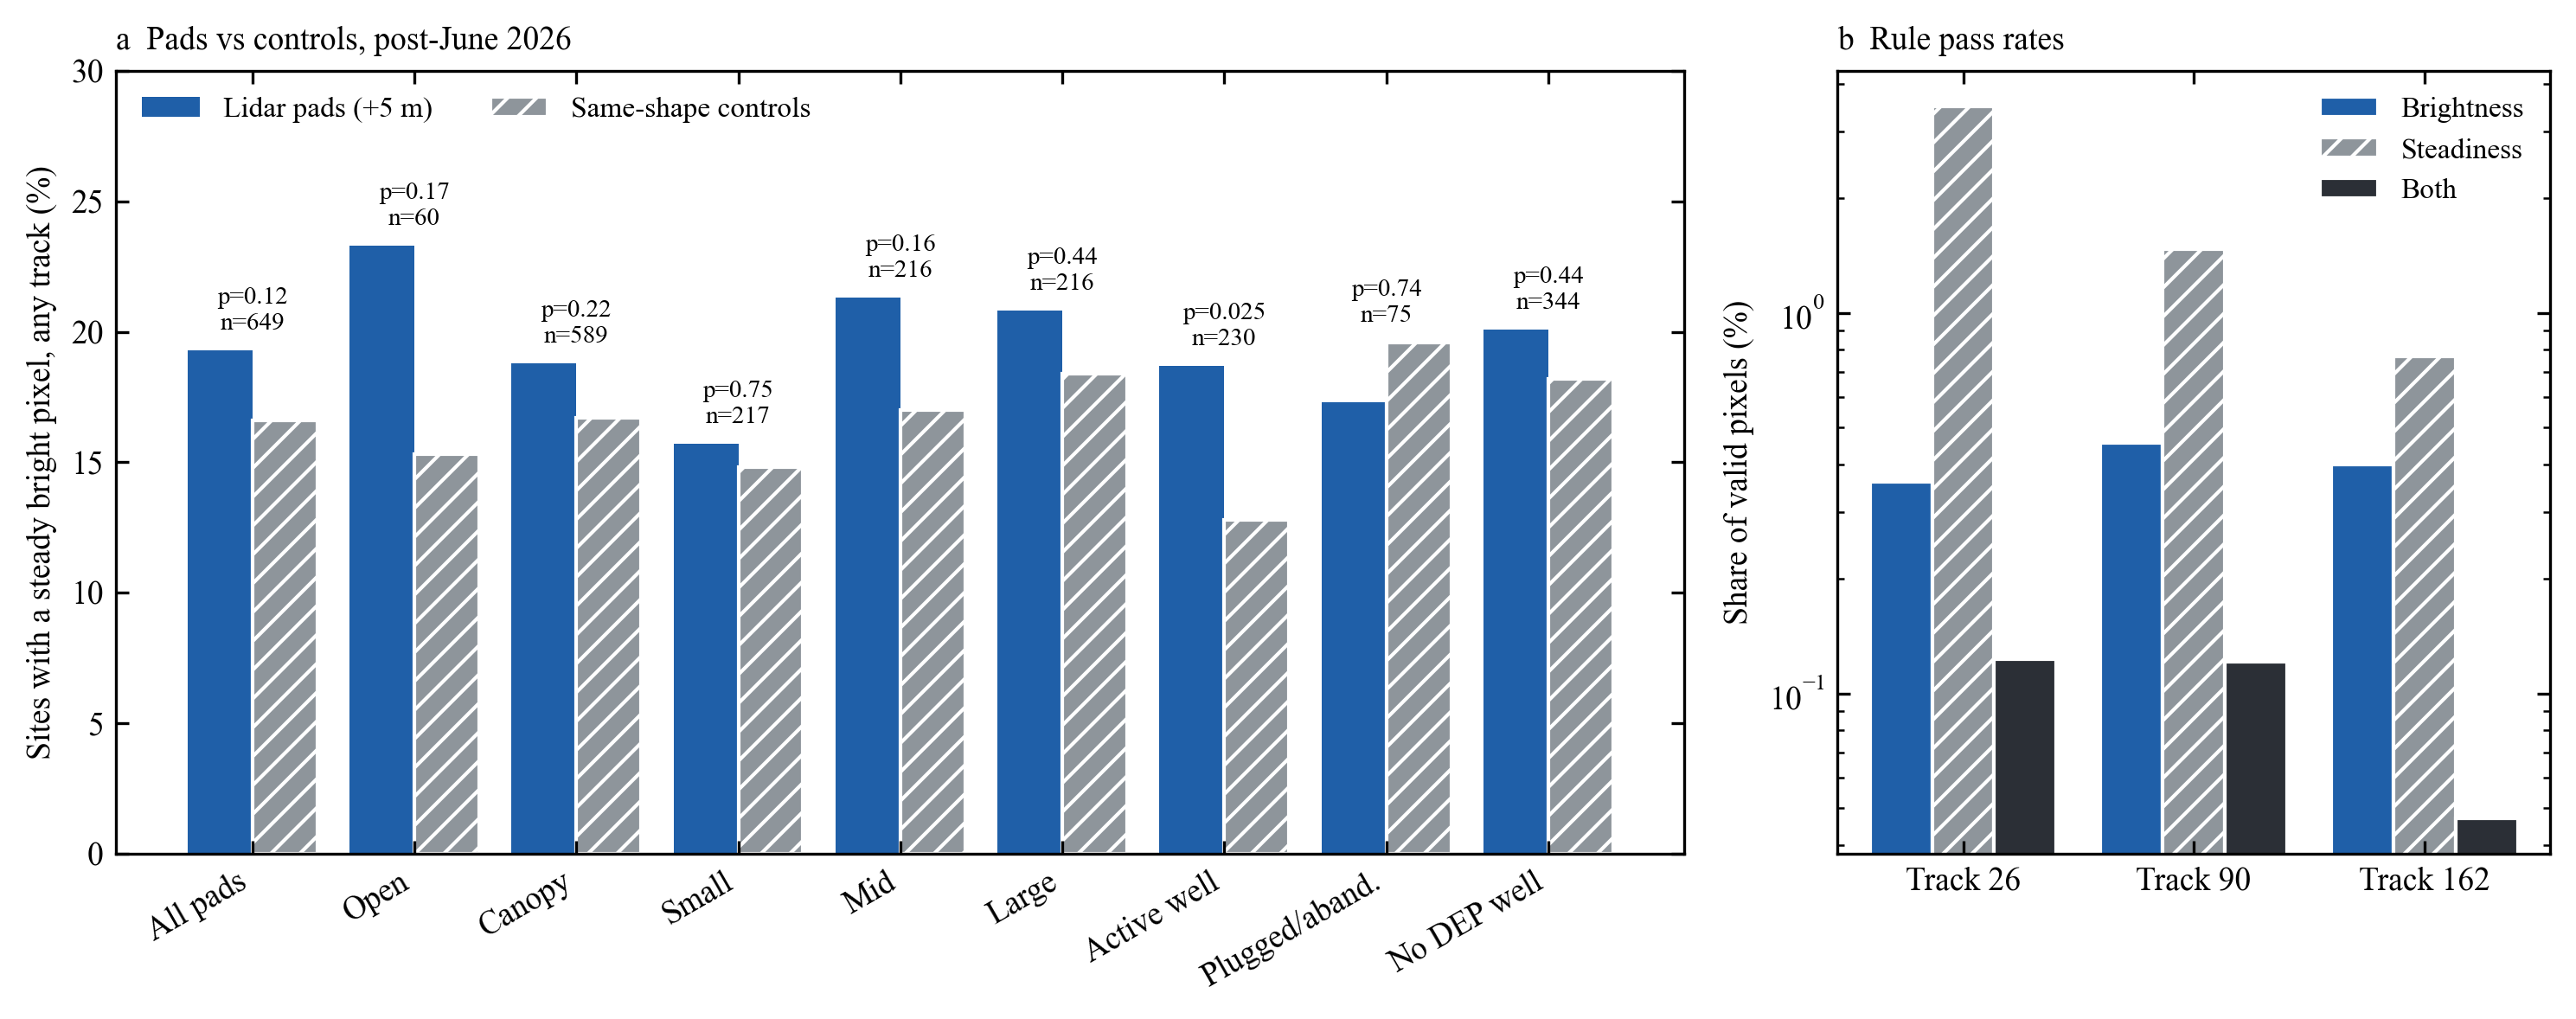 a Pads vs controls, post-June 2026
Sites with a steady bright pixel, any track (%)
30
25
20
15
10
5
0
Lidar pads (+5 m)
Same-shape controls
p=0.12
n=649
p=0.17
n=60
p=0.22
n=589
p=0.75
n=217
p=0.16
n=216
p=0.44
n=216
p=0.025
n=230
p=0.74
n=75
p=0.44
n=344
All pads
Open
Canopy
Small
Mid
Large
Active well
Plugged/aband.
No DEP well
b Rule pass rates
Share of valid pixels (%)
10⁰
10⁻¹
Brightness
Steadiness
Both
Track 26
Track 90
Track 162